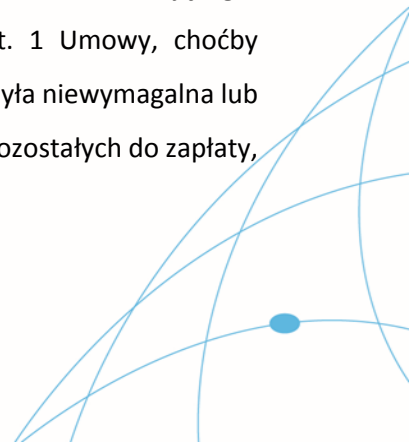 t. 1 Umowy, choćby
yła niewymagalna lub
ozostałych do zapłaty,